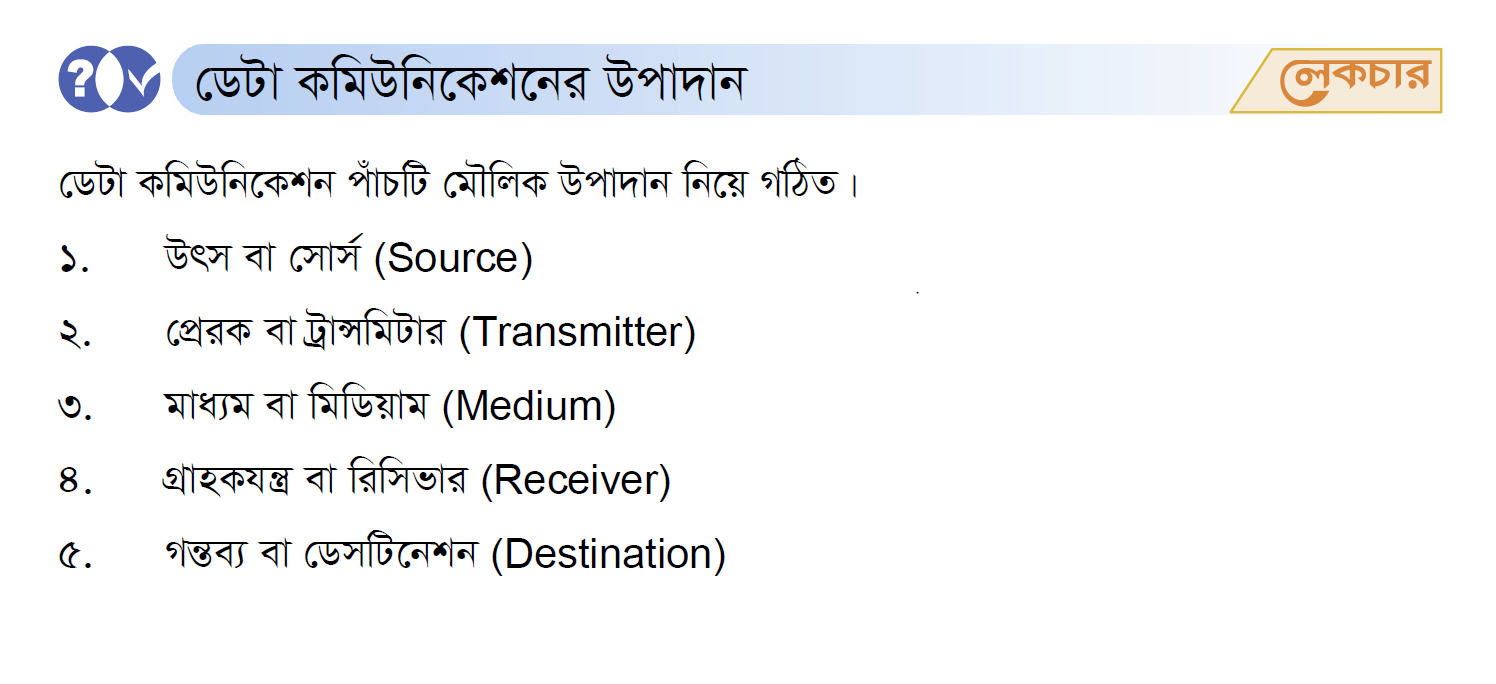 ডেটা কমিউনিকেশনের উপাদান
লেকচার
ডেটা কমিউনিকেশন পাঁচটি মৌলিক উপাদান নিয়ে গঠিত।
১. উৎস বা সোর্স (Source)
২. প্রেরক বা ট্রান্সমিটার (Transmitter)
৩. মাধ্যম বা মিডিয়াম (Medium)
৪. গ্রাহকযন্ত্র বা রিসিভার (Receiver)
৫. গন্তব্য বা ডেসটিনেশন (Destination)